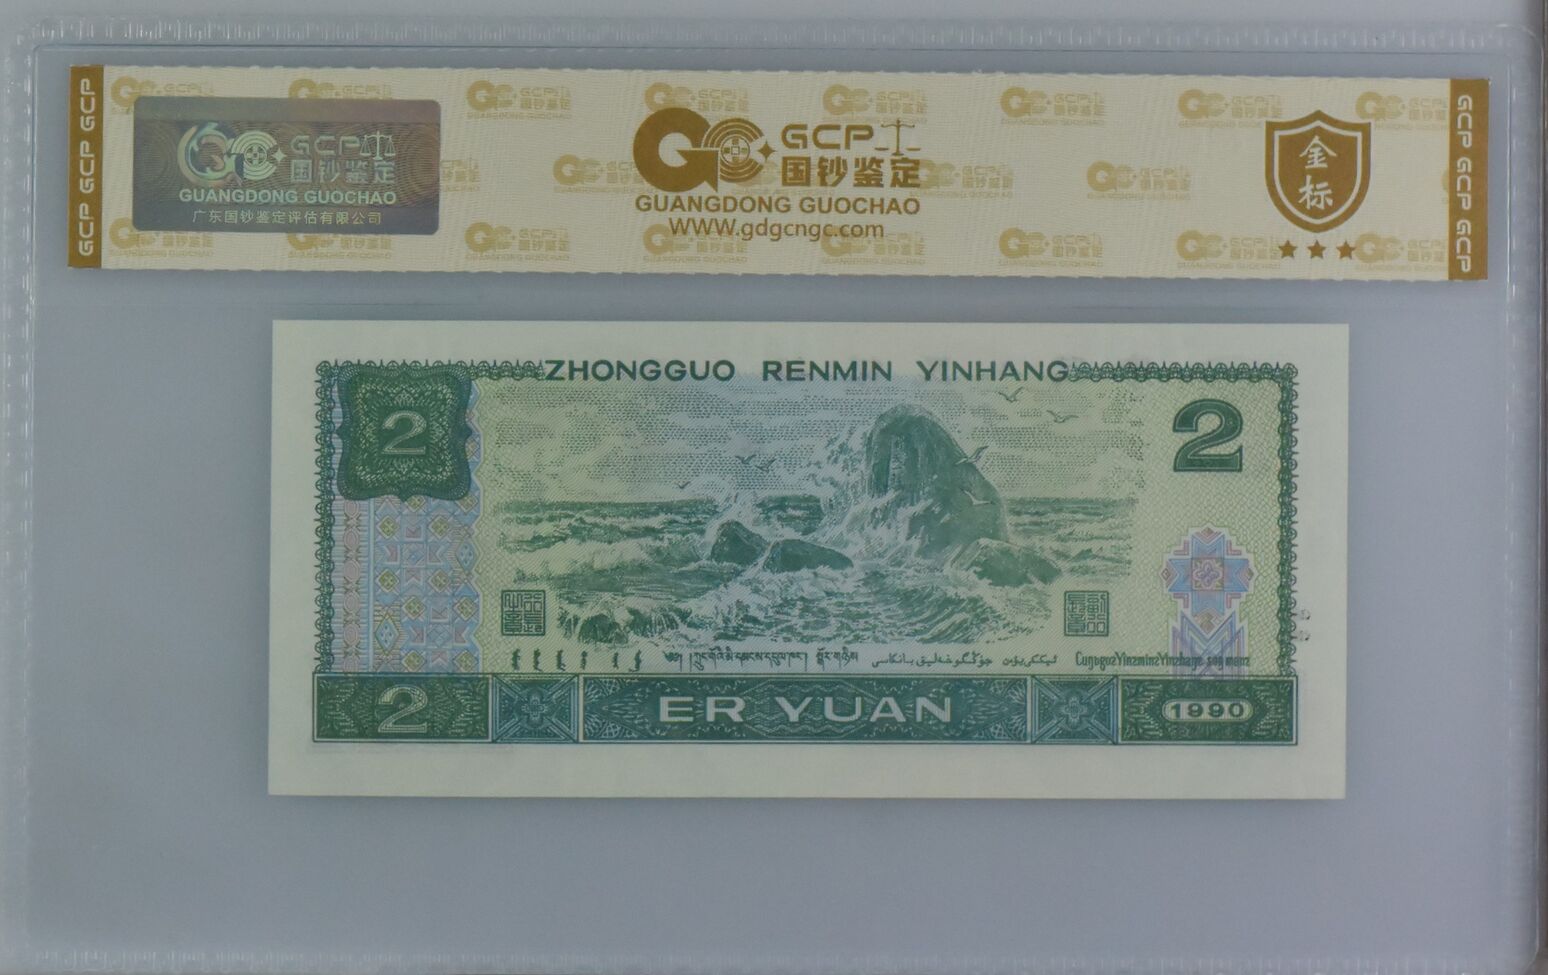 GCP GCP GCP
GCP
国钞鉴定
GUANGDONG GUOCHAO
广东国钞鉴定评估有限公司
GCP
国钞鉴定
GUANGDONG GUOCHAO
WWW.gdgcngc.com
金
标
GCP GCP GCP
ZHONGGUO RENMIN YINHANG
2
2
2
ER YUAN
1990